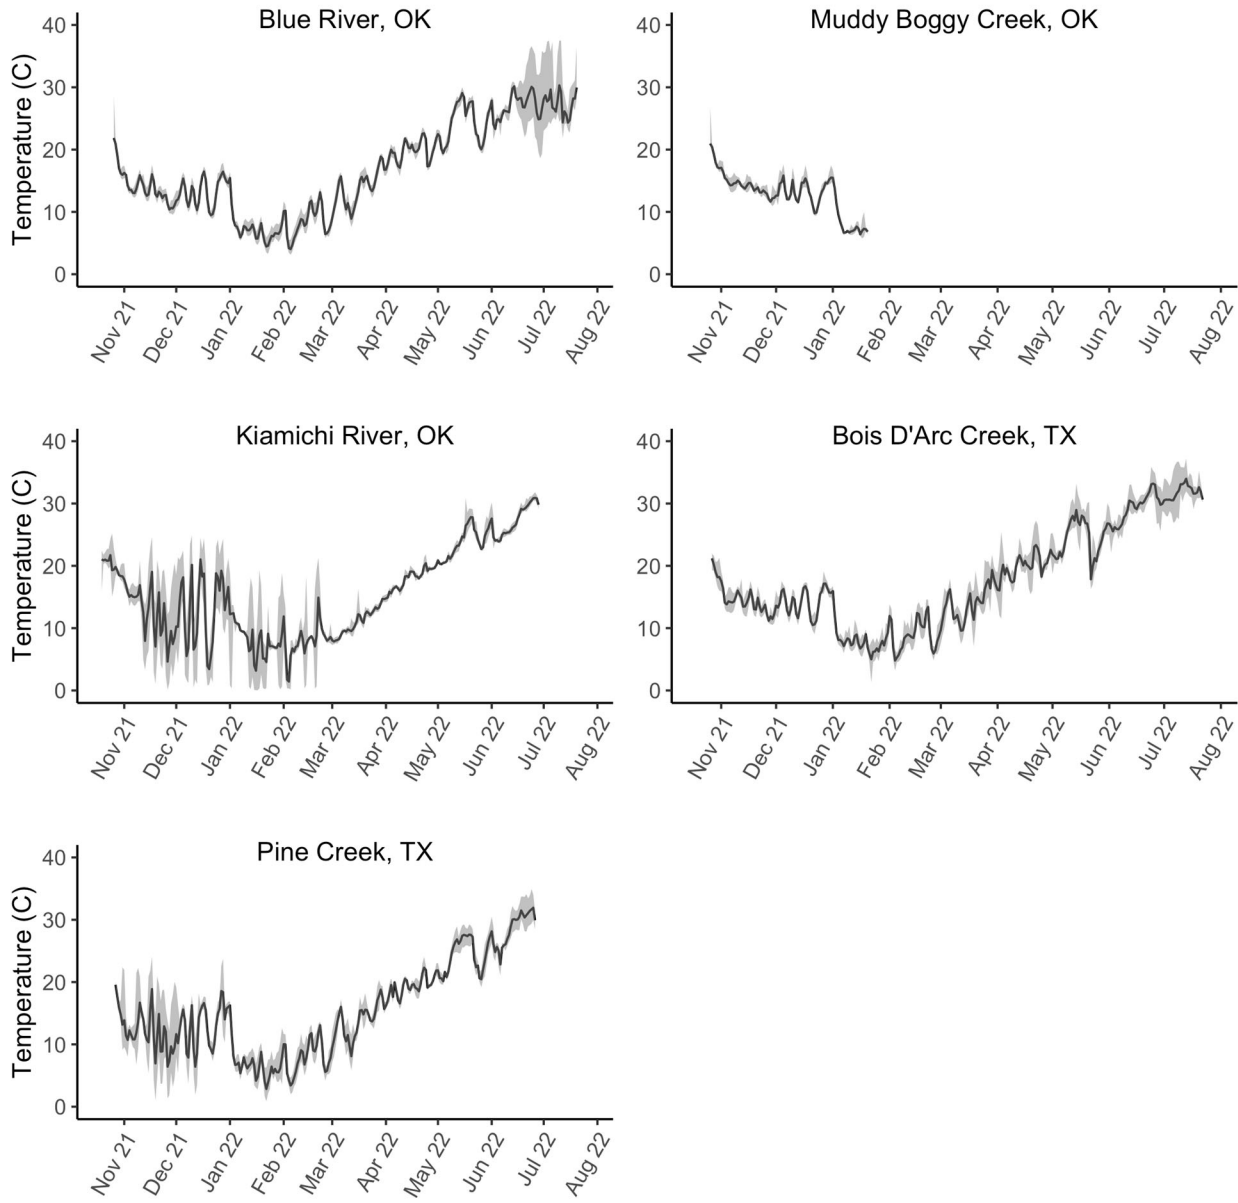 Blue River, OK
Temperature (C)
40
30
20
10
0
Nov 21 Dec 21 Jan 22 Feb 22 Mar 22 Apr 22 May 22 Jun 22 Jul 22 Aug 22
Muddy Boggy Creek, OK
40
30
20
10
0
Nov 21 Dec 21 Jan 22 Feb 22 Mar 22 Apr 22 May 22 Jun 22 Jul 22 Aug 22
Kiamichi River, OK
Temperature (C)
40
30
20
10
0
Nov 21 Dec 21 Jan 22 Feb 22 Mar 22 Apr 22 May 22 Jun 22 Jul 22 Aug 22
Bois D'Arc Creek, TX
40
30
20
10
0
Nov 21 Dec 21 Jan 22 Feb 22 Mar 22 Apr 22 May 22 Jun 22 Jul 22 Aug 22
Pine Creek, TX
Temperature (C)
40
30
20
10
0
Nov 21 Dec 21 Jan 22 Feb 22 Mar 22 Apr 22 May 22 Jun 22 Jul 22 Aug 22